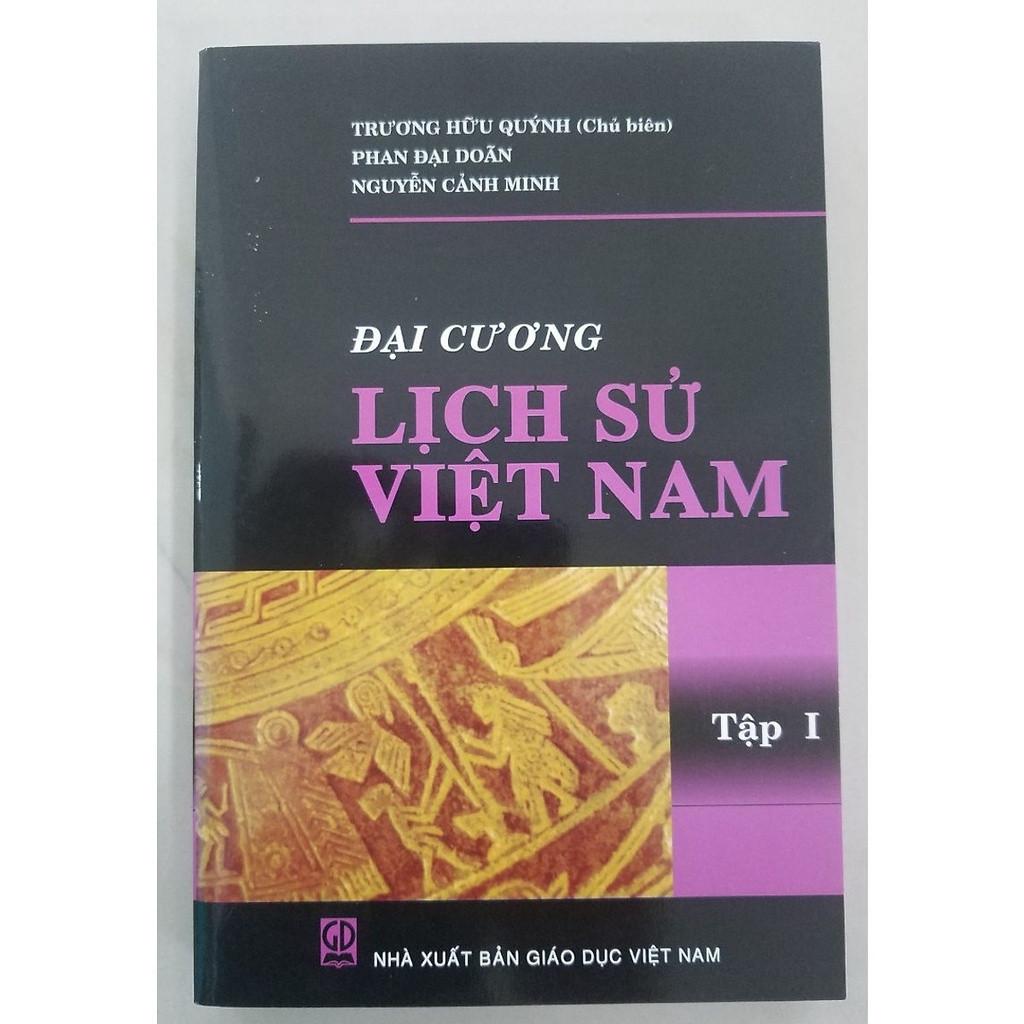 TRƯƠNG HỮU QUÝNH (Chủ biên)
PHAN ĐẠI DOÃN
NGUYỄN CẢNH MINH
ĐẠI CƯƠNG
LỊCH SỬ
VIỆT NAM
Tập I
GD
NHÀ XUẤT BẢN GIÁO DỤC VIỆT NAM